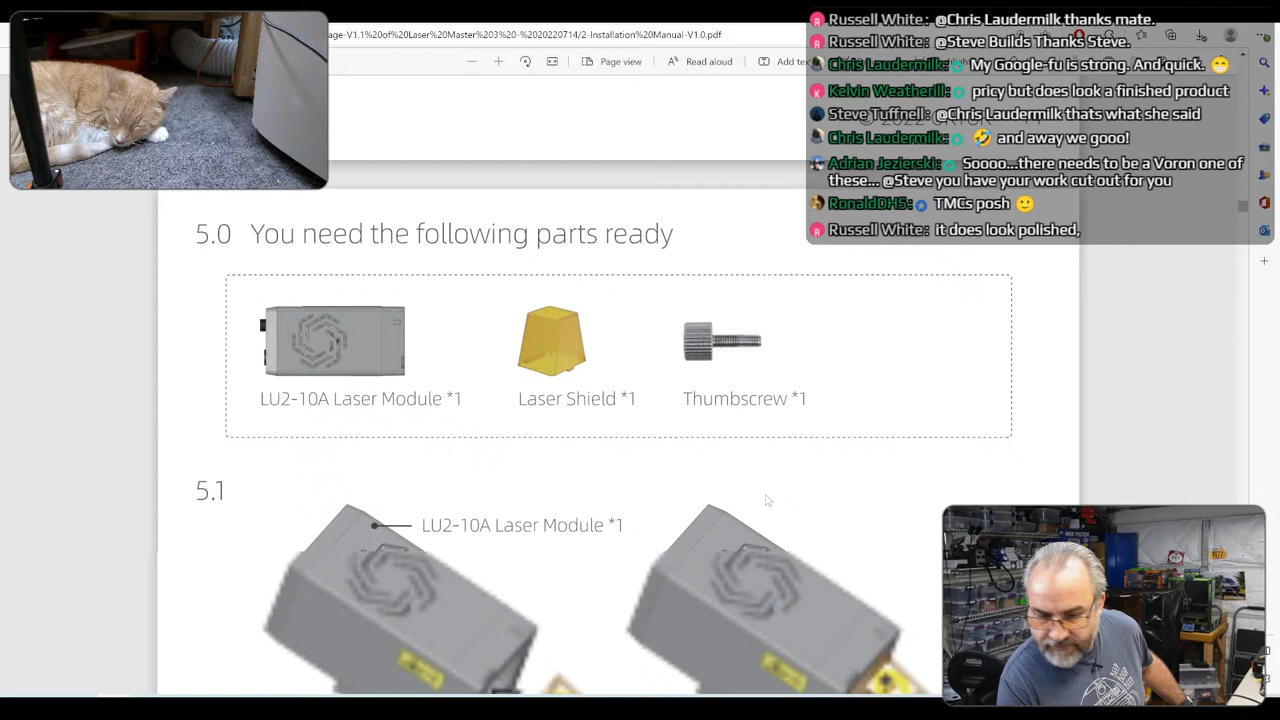 age-V1.1%20of%20Laser%20Master%203%20-%2020220714/2-Installation%20Manual-V1.0.pdf
Page view
Read aloud
Add tex
Russell White: @Chris Laudermilk thanks mate.
Russell White: @Steve Builds Thanks Steve.
Chris Laudermilk: My Google-fu is strong. And quick. 😁
Kelvin Weatherill: pricy but does look a finished product
Steve Tuffnell: @Chris Laudermilk thats what she said
Chris Laudermilk: 🤣 and away we gooo!
Adrian Jezierski: Soooo...there needs to be a Voron one of
these... @Steve you have your work cut out for you
RonaldDHS: TMCs posh 🙂
Russell White: it does look polished,
5.0 You need the following parts ready
LU2-10A Laser Module *1
Laser Shield *1
Thumbscrew *1
5.1
LU2-10A Laser Module *1